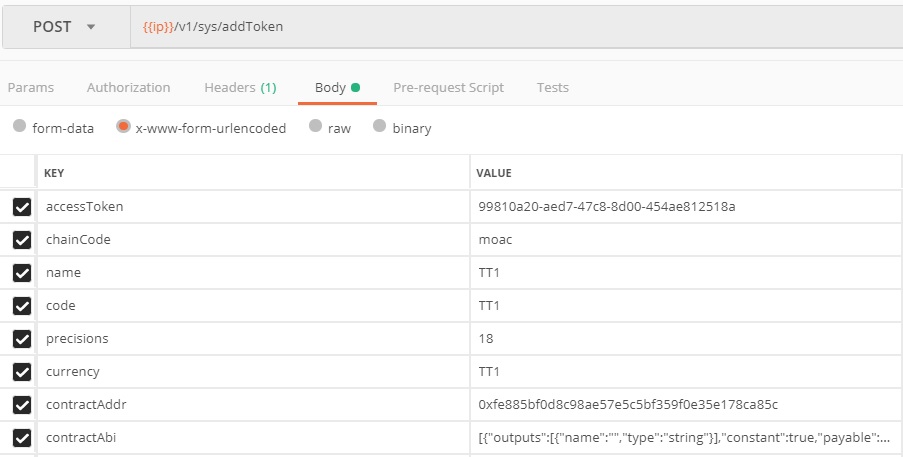 POST {{ip}}/v1/sys/addToken
Params Authorization Headers (1) Body Pre-request Script Tests
form-data x-www-form-urlencoded raw binary
KEY VALUE
accessToken 99810a20-aed7-47c8-8d00-454ae812518a
chainCode moac
name TT1
code TT1
precisions 18
currency TT1
contractAddr 0xfe885bf0d8c98ae57e5c5bf359f0e35e178ca85c
contractAbi [{"outputs":[{"name":"","type":"string"}],"constant":true,"payable":...